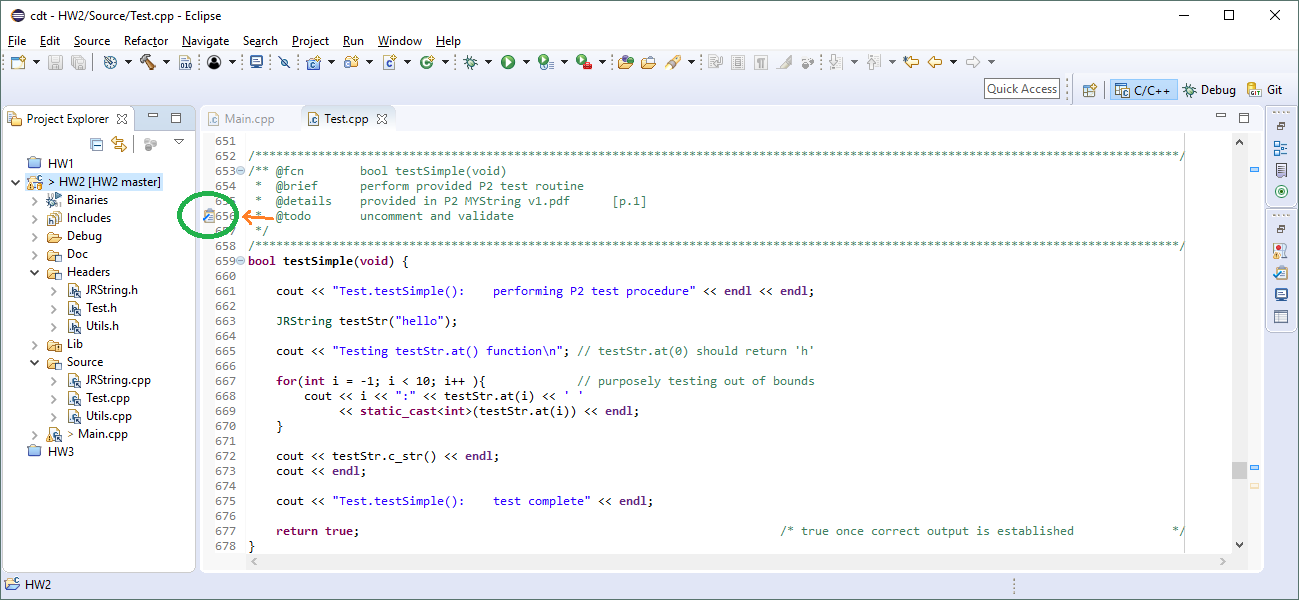 cdt - HW2/Source/Test.cpp - Eclipse
File Edit Source Refactor Navigate Search Project Run Window Help
Quick Access
C/C++
Debug
Git
Project Explorer
HW1
> HW2 [HW2 master]
Binaries
Includes
Debug
Doc
Headers
JRString.h
Test.h
Utils.h
Lib
Source
JRString.cpp
Test.cpp
Utils.cpp
> Main.cpp
HW3
Main.cpp
Test.cpp
651
652 /*************************************************************************************************************************************/
653 /** @fcn bool testSimple(void)
654 * @brief perform provided P2 test routine
655 * @details provided in P2 MYString v1.pdf [p.1]
656 * @todo uncomment and validate
657 */
658 /*************************************************************************************************************************************/
659 bool testSimple(void) {
660
661 cout << "Test.testSimple(): performing P2 test procedure" << endl << endl;
662
663 JRString testStr("hello");
664
665 cout << "Testing testStr.at() function\n"; // testStr.at(0) should return 'h'
666
667 for(int i = -1; i < 10; i++ ){ // purposely testing out of bounds
668 cout << i << ":" << testStr.at(i) << ' '
669 << static_cast<int>(testStr.at(i)) << endl;
670 }
671
672 cout << testStr.c_str() << endl;
673 cout << endl;
674
675 cout << "Test.testSimple(): test complete" << endl;
676
677 return true; /* true once correct output is established */
678 }
HW2